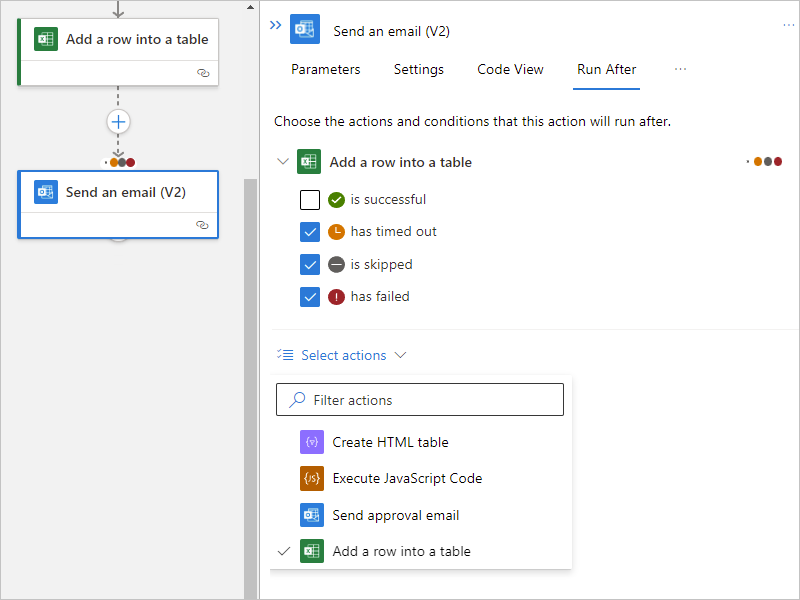 Add a row into a table
Send an email (V2)
Send an email (V2)
Parameters Settings Code View Run After
Choose the actions and conditions that this action will run after.
Add a row into a table
is successful
has timed out
is skipped
has failed
Select actions
Filter actions
Create HTML table
Execute JavaScript Code
Send approval email
Add a row into a table